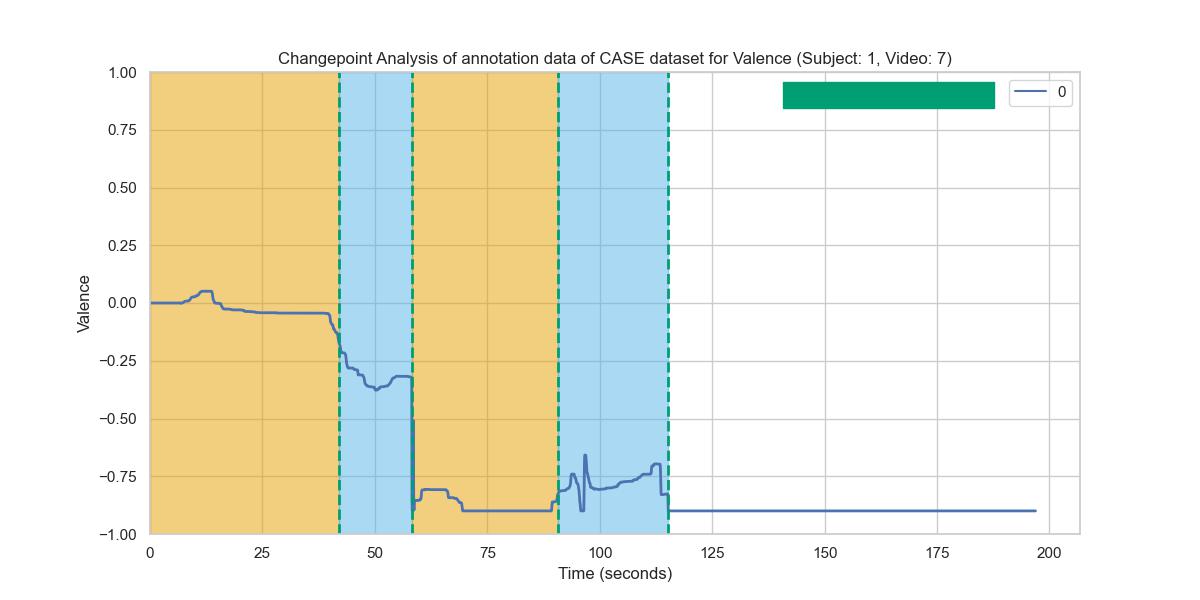 Changepoint Analysis of annotation data of CASE dataset for Valence (Subject: 1, Video: 7)
1.00
0.75
0.50
0.25
0.00
−0.25
−0.50
−0.75
−1.00
Valence
0
0 25 50 75 100 125 150 175 200
Time (seconds)